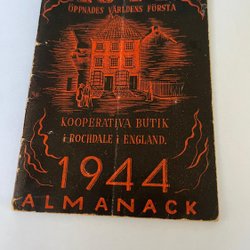 ÖPPNADES VÄRLDENS FÖRSTA
KOOPERATIVA BUTIK
I ROCHDALE I ENGLAND.
1944
ALMANACK